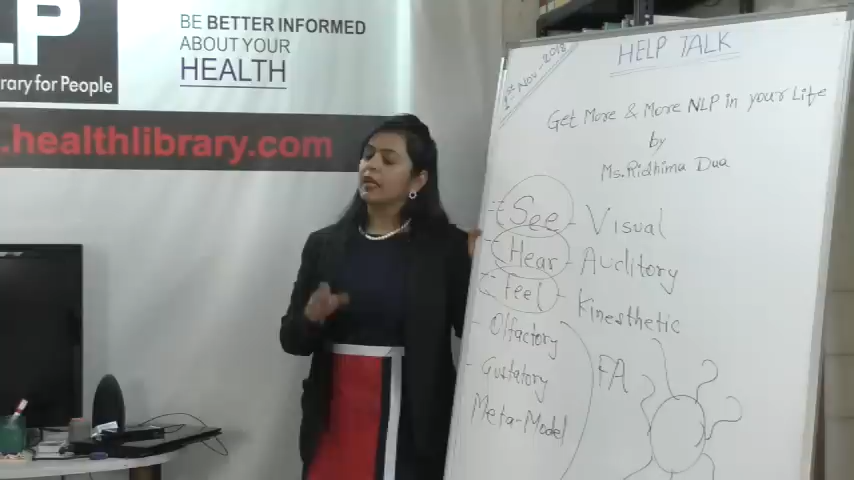 LP
rary for People
BE BETTER INFORMED
ABOUT YOUR
HEALTH
.healthlibrary.com
1st Nov-2018
HELP TALK
Get More & More NLP in your Life
by
Ms. Ridhima Dua
- See - Visual
- Hear - Auditory
- Feel - Kinesthetic
- Olfactory
- Gustatory
FA
Meta-Model